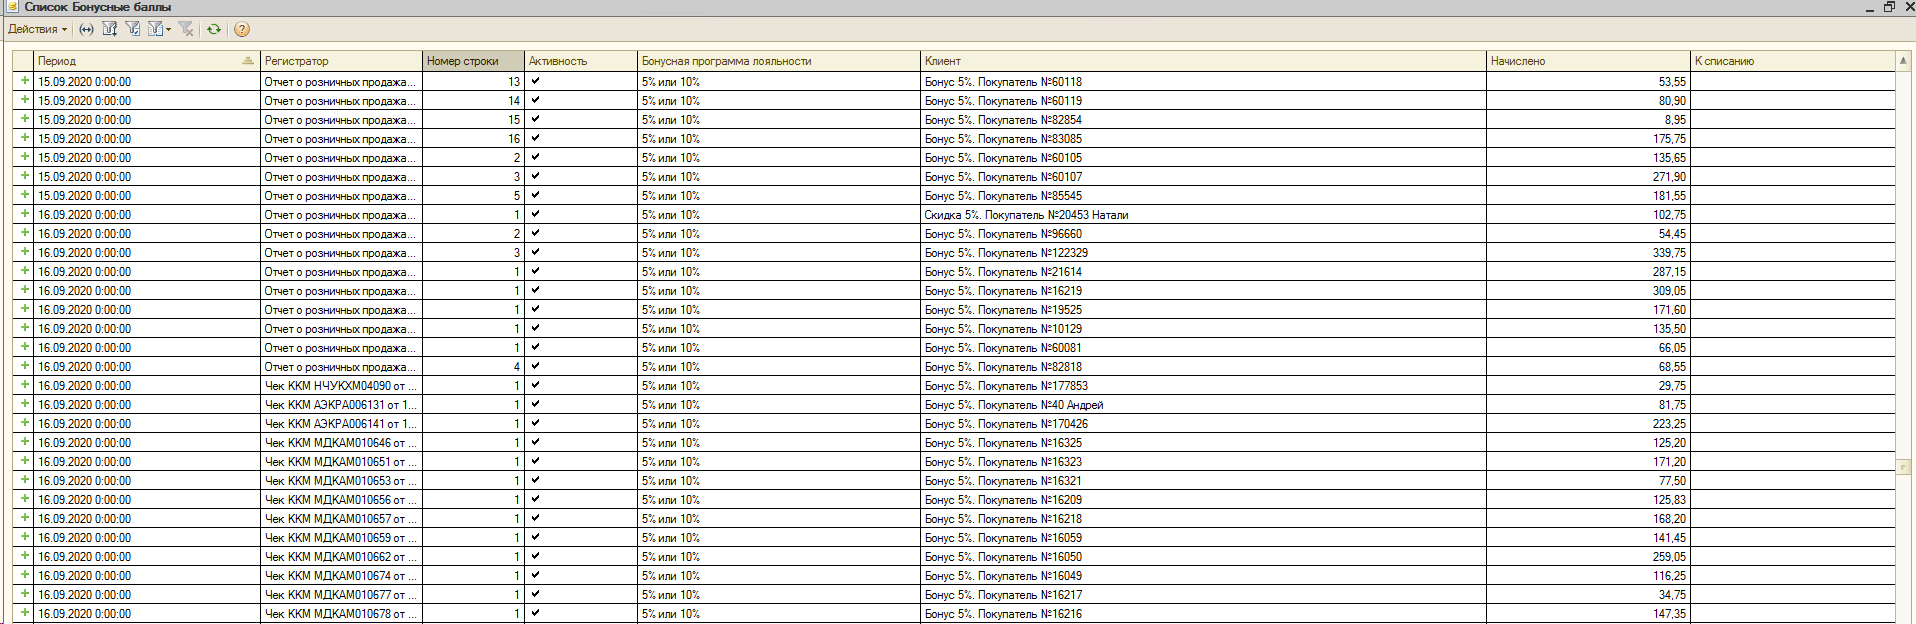 Список Бонусные баллы
Действия
Период Регистратор Номер строки Активность Бонусная программа лояльности Клиент Начислено К списанию
15.09.2020 0:00:00 Отчет о розничных продажа... 13 5% или 10% Бонус 5%. Покупатель №60118 53,55
15.09.2020 0:00:00 Отчет о розничных продажа... 14 5% или 10% Бонус 5%. Покупатель №60119 80,90
15.09.2020 0:00:00 Отчет о розничных продажа... 15 5% или 10% Бонус 5%. Покупатель №82854 8,95
15.09.2020 0:00:00 Отчет о розничных продажа... 16 5% или 10% Бонус 5%. Покупатель №83085 175,75
15.09.2020 0:00:00 Отчет о розничных продажа... 2 5% или 10% Бонус 5%. Покупатель №60105 135,65
15.09.2020 0:00:00 Отчет о розничных продажа... 3 5% или 10% Бонус 5%. Покупатель №60107 271,90
15.09.2020 0:00:00 Отчет о розничных продажа... 5 5% или 10% Бонус 5%. Покупатель №85545 181,55
16.09.2020 0:00:00 Отчет о розничных продажа... 1 5% или 10% Скидка 5%. Покупатель №20453 Натали 102,75
16.09.2020 0:00:00 Отчет о розничных продажа... 2 5% или 10% Бонус 5%. Покупатель №96660 54,45
16.09.2020 0:00:00 Отчет о розничных продажа... 3 5% или 10% Бонус 5%. Покупатель №122329 339,75
16.09.2020 0:00:00 Отчет о розничных продажа... 1 5% или 10% Бонус 5%. Покупатель №21614 287,15
16.09.2020 0:00:00 Отчет о розничных продажа... 1 5% или 10% Бонус 5%. Покупатель №16219 309,05
16.09.2020 0:00:00 Отчет о розничных продажа... 1 5% или 10% Бонус 5%. Покупатель №19525 171,60
16.09.2020 0:00:00 Отчет о розничных продажа... 1 5% или 10% Бонус 5%. Покупатель №10129 135,50
16.09.2020 0:00:00 Отчет о розничных продажа... 1 5% или 10% Бонус 5%. Покупатель №60081 66,05
16.09.2020 0:00:00 Отчет о розничных продажа... 4 5% или 10% Бонус 5%. Покупатель №82818 68,55
16.09.2020 0:00:00 Чек ККМ НЧУКХМ04090 от ... 1 5% или 10% Бонус 5%. Покупатель №177853 29,75
16.09.2020 0:00:00 Чек ККМ АЭКРА006131 от 1... 1 5% или 10% Бонус 5%. Покупатель №40 Андрей 81,75
16.09.2020 0:00:00 Чек ККМ АЭКРА006141 от 1... 1 5% или 10% Бонус 5%. Покупатель №170426 223,25
16.09.2020 0:00:00 Чек ККМ МДКАМ010646 от ... 1 5% или 10% Бонус 5%. Покупатель №16325 125,20
16.09.2020 0:00:00 Чек ККМ МДКАМ010651 от ... 1 5% или 10% Бонус 5%. Покупатель №16323 171,20
16.09.2020 0:00:00 Чек ККМ МДКАМ010653 от ... 1 5% или 10% Бонус 5%. Покупатель №16321 77,50
16.09.2020 0:00:00 Чек ККМ МДКАМ010656 от ... 1 5% или 10% Бонус 5%. Покупатель №16209 125,83
16.09.2020 0:00:00 Чек ККМ МДКАМ010657 от ... 1 5% или 10% Бонус 5%. Покупатель №16218 168,20
16.09.2020 0:00:00 Чек ККМ МДКАМ010659 от ... 1 5% или 10% Бонус 5%. Покупатель №16059 141,45
16.09.2020 0:00:00 Чек ККМ МДКАМ010662 от ... 1 5% или 10% Бонус 5%. Покупатель №16050 259,05
16.09.2020 0:00:00 Чек ККМ МДКАМ010674 от ... 1 5% или 10% Бонус 5%. Покупатель №16049 116,25
16.09.2020 0:00:00 Чек ККМ МДКАМ010677 от ... 1 5% или 10% Бонус 5%. Покупатель №16217 34,75
16.09.2020 0:00:00 Чек ККМ МДКАМ010678 от ... 1 5% или 10% Бонус 5%. Покупатель №16216 147,35